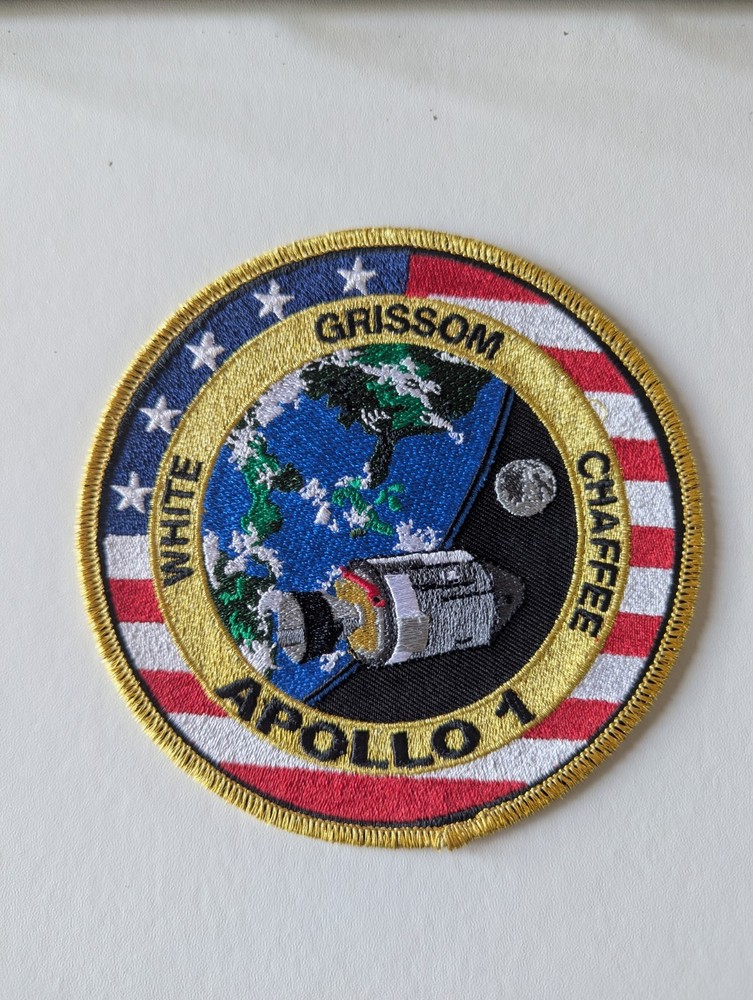 GRISSOM
WHITE
CHAFFEE
APOLLO 1